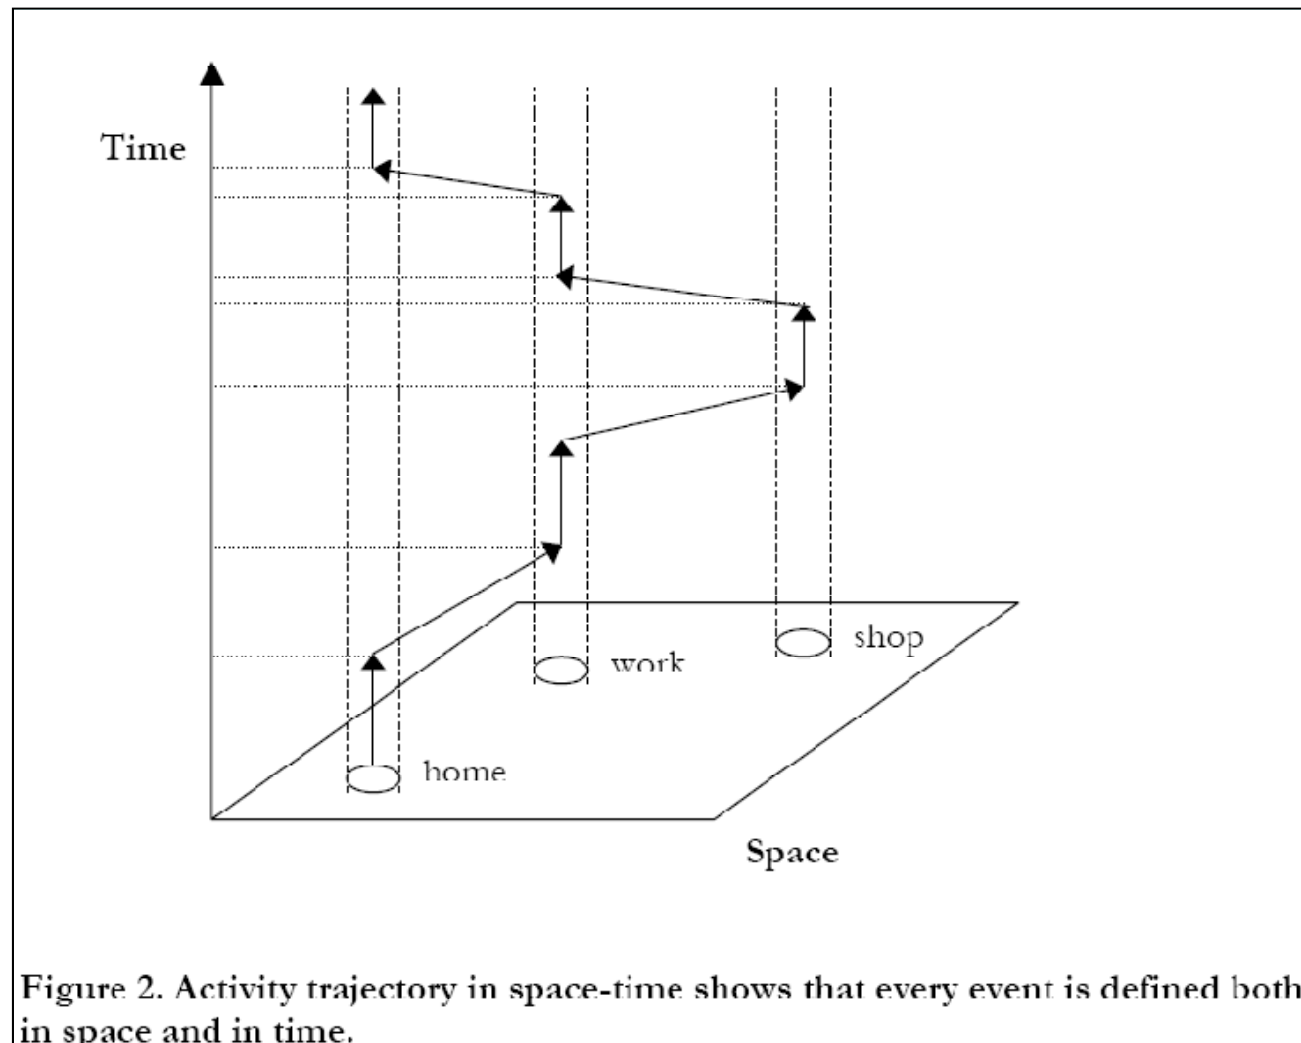 Time
shop
work
home
Space
Figure 2. Activity trajectory in space-time shows that every event is defined both
in space and in time.